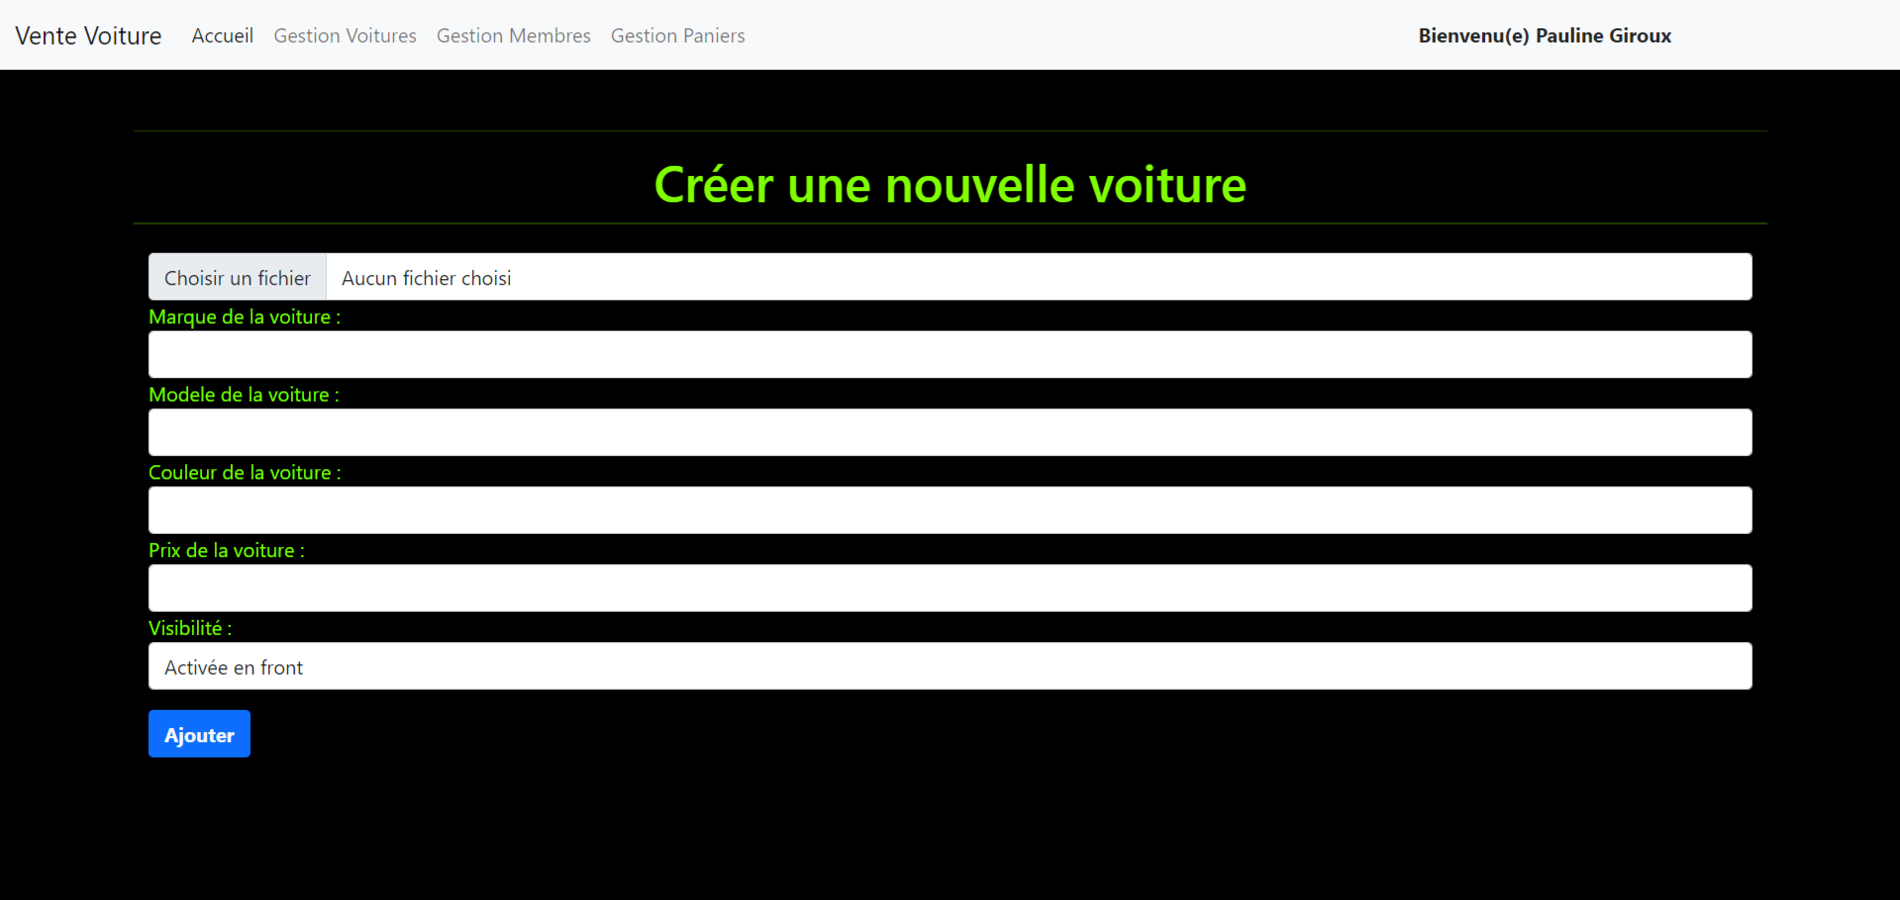 Vente Voiture Accueil Gestion Voitures Gestion Membres Gestion Paniers Bienvenu(e) Pauline Giroux
Créer une nouvelle voiture
Choisir un fichier Aucun fichier choisi
Marque de la voiture :
Modele de la voiture :
Couleur de la voiture :
Prix de la voiture :
Visibilité :
Activée en front
Ajouter